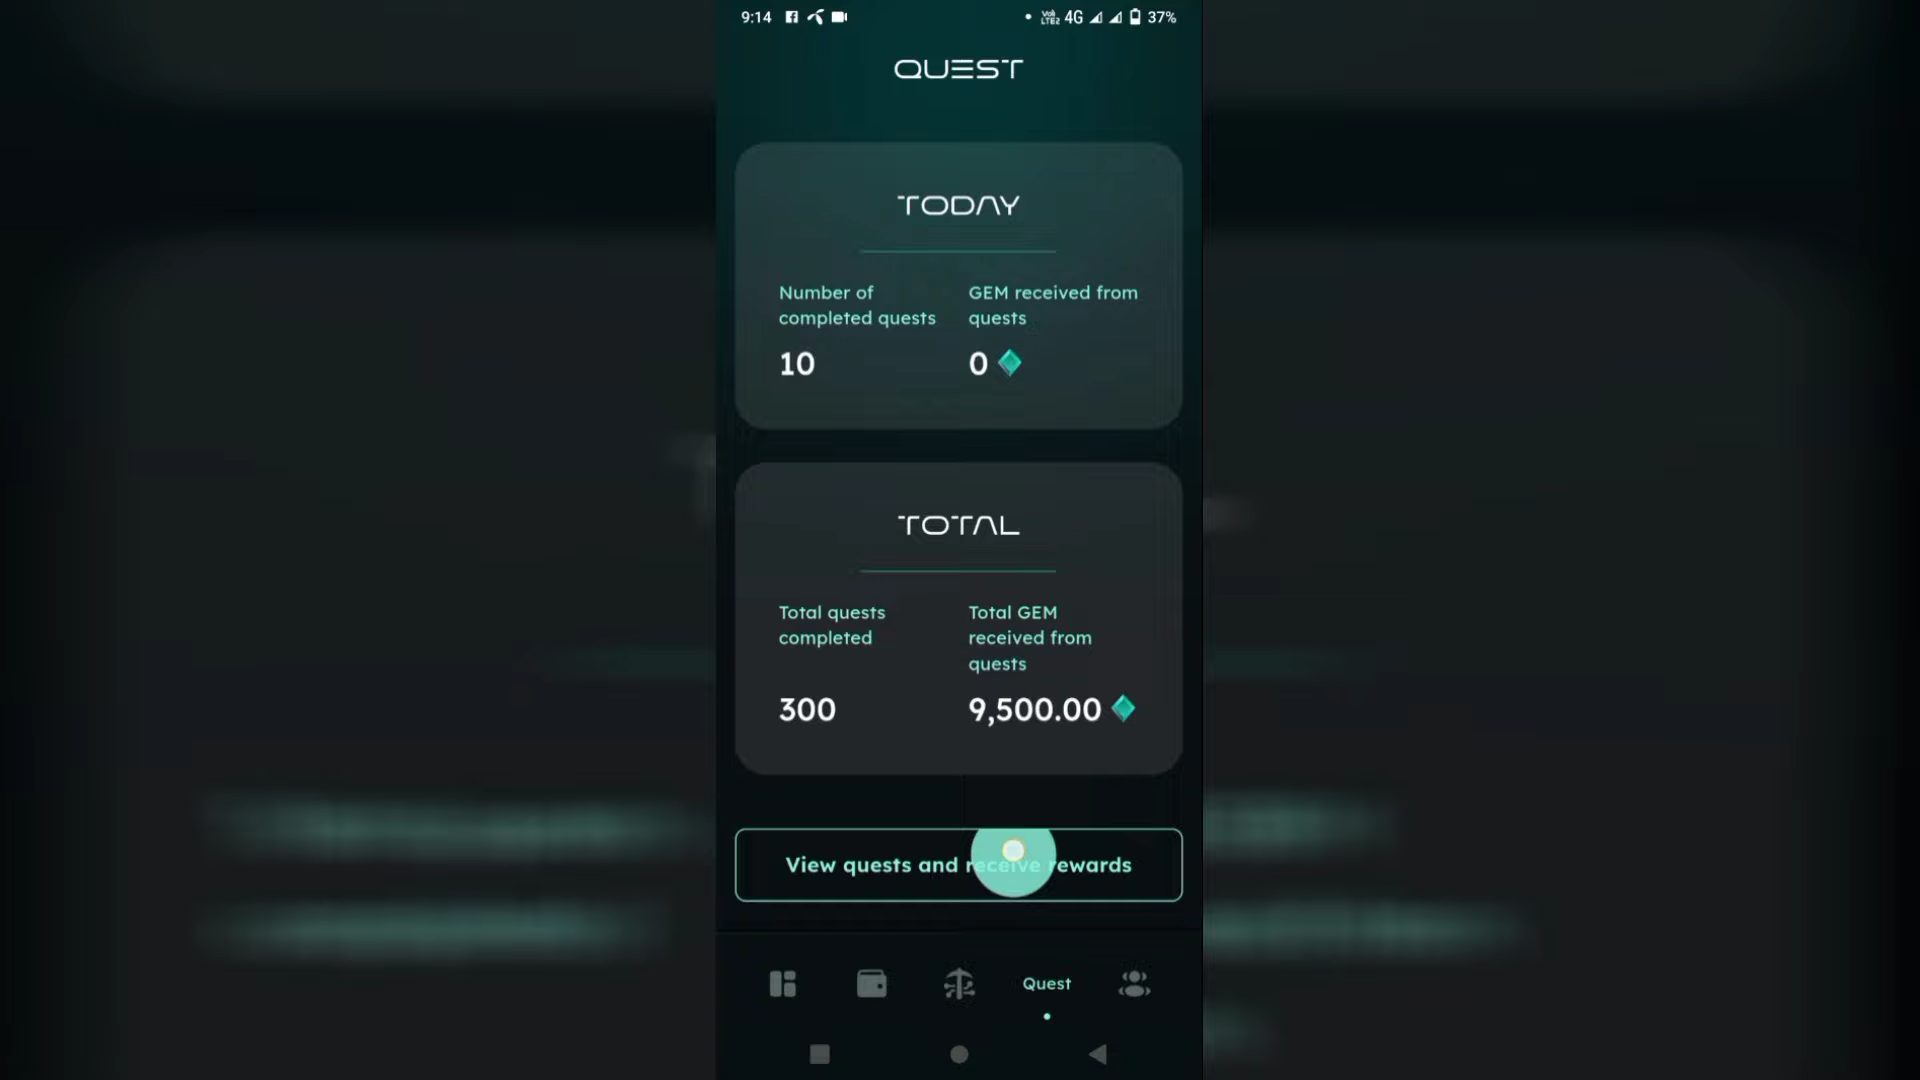 9:14 VoLTE2 4G 37%
QUEST
TODAY
Number of completed quests
GEM received from quests
10
0
TOTAL
Total quests completed
Total GEM received from quests
300
9,500.00
View quests and receive rewards
Quest